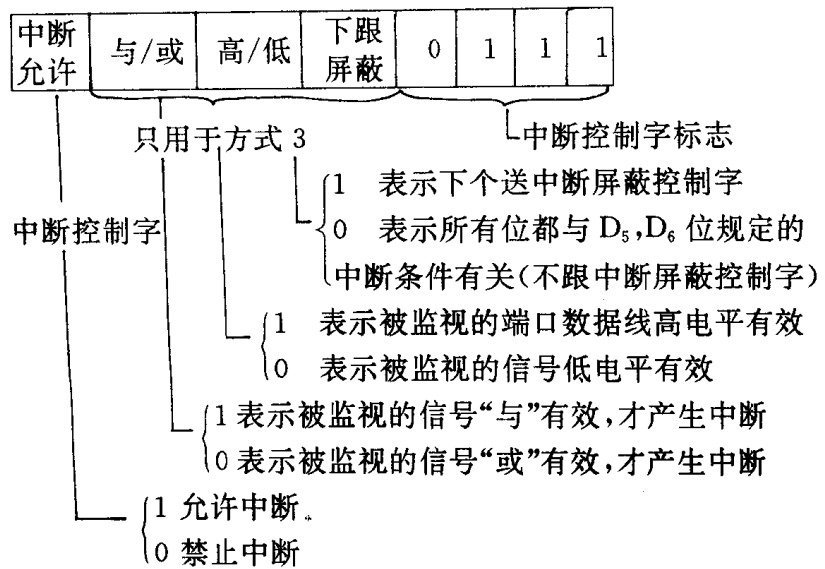 中断允许 与/或 高/低 下跟屏蔽 0 1 1 1
只用于方式 3
中断控制字标志
1 表示下个送中断屏蔽控制字
中断控制字
0 表示所有位都与 D₅,D₆ 位规定的
中断条件有关(不跟中断屏蔽控制字)
1 表示被监视的端口数据线高电平有效
0 表示被监视的信号低电平有效
1 表示被监视的信号“与”有效,才产生中断
0 表示被监视的信号“或”有效,才产生中断
1 允许中断.
0 禁止中断